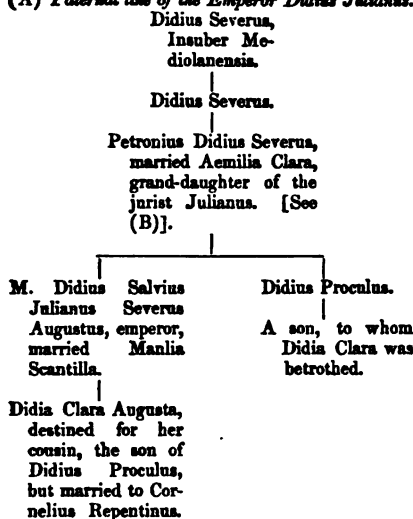 (A) Paternal line of the Emperor Didius Julianus.
Didius Severus,
Insuber Me-
diolanensis.
Didius Severus.
Petronius Didius Severus,
married Aemilia Clara,
grand-daughter of the
jurist Julianus. [See
(B)].
M. Didius Salvius
Julianus Severus
Augustus, emperor,
married Manlia
Scantilla.
Didia Clara Augusta,
destined for her
cousin, the son of
Didius Proculus,
but married to Cor-
nelius Repentinus.
Didius Proculus.
A son, to whom
Didia Clara was
betrothed.